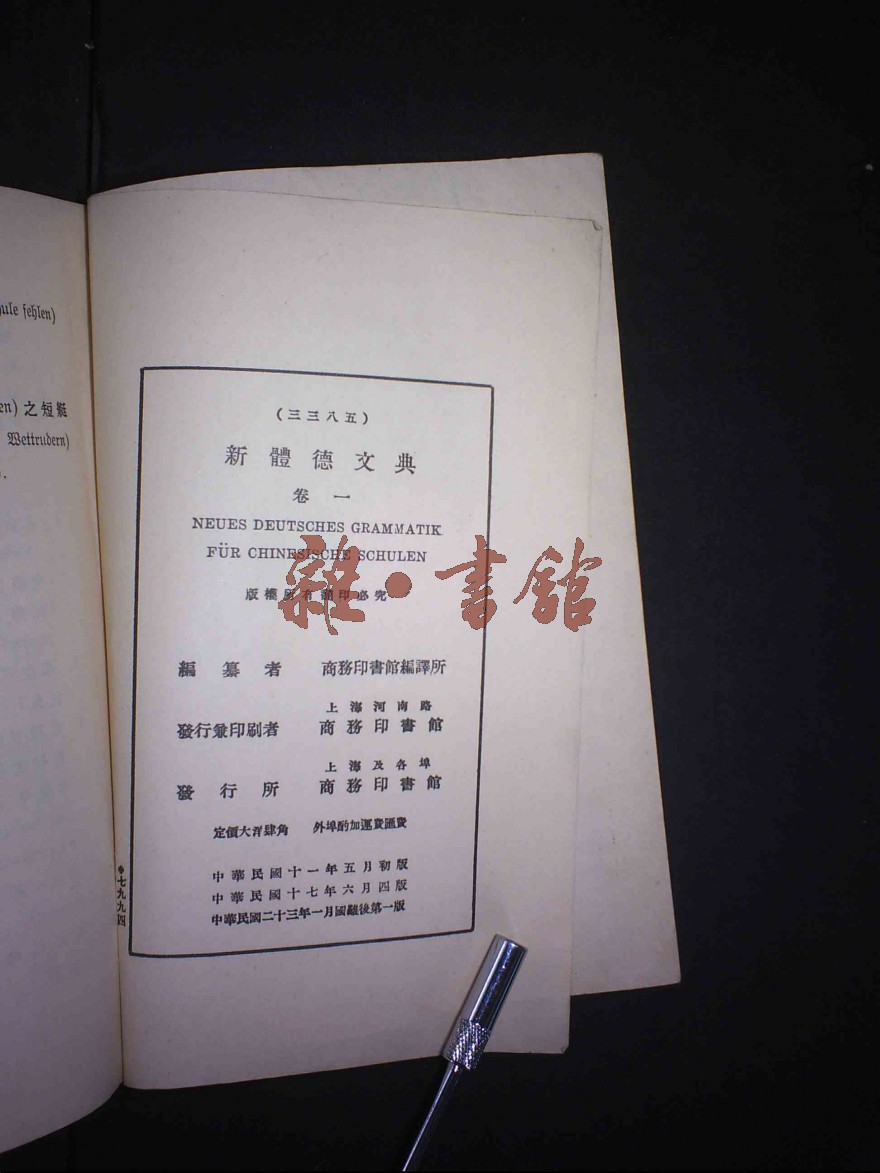 ule fehlen)
en) 之短艇
Wettrudern)
(三三八五)
新體德文典
卷一
NEUES DEUTSCHES GRAMMATIK
FÜR CHINESISCHE SCHULEN
版權所有翻印必究
雜·書館
編纂者 商務印書館編譯所
上海河南路
發行兼印刷者 商務印書館
上海及各埠
發行所 商務印書館
定價大洋肆角 外埠酌加運費匯費
中華民國十一年五月初版
中華民國十七年六月四版
中華民國二十三年一月國難後第一版
七九九四